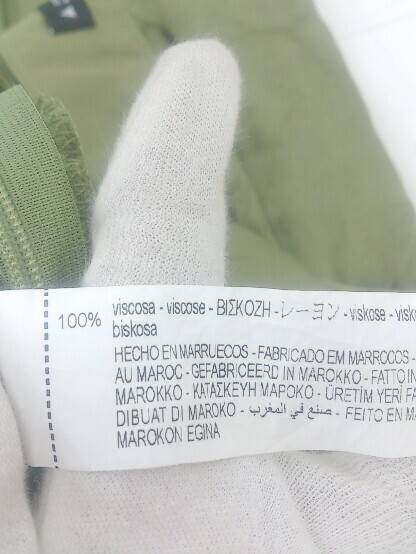 100% viscosa - viscose - ΒΙΣΚΟΖΗ - レーヨン - viskose -
biskosa
HECHO EN MARRUECOS - FABRICADO EM MARROCOS -
AU MAROC - GEFABRICEERD IN MAROKKO - FATTO IN
MAROKKO - ΚΑΤΑΣΚΕΥΗ ΜΑΡΟΚΟ - ÜRETİM YERİ
DIBUAT DI MAROKO - صنع في المغرب - FEITO EN
MAROKON EGINA